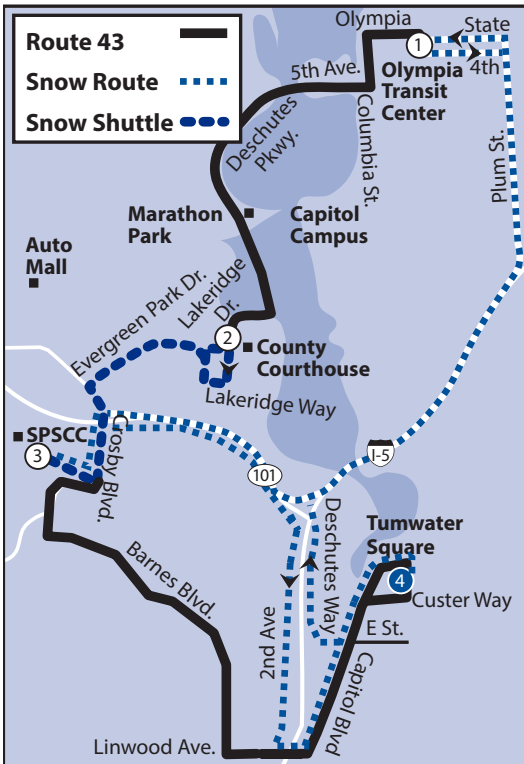 Route 43
Snow Route
Snow Shuttle
Olympia
State
1
4th
5th Ave.
Olympia
Transit
Center
Deschutes
Pkwy.
Columbia St.
Plum St.
Marathon
Park
Capitol
Campus
Auto
Mall
Evergreen Park Dr.
Lakeridge
Dr.
2
County
Courthouse
Lakeridge Way
SPSCC
3
Crosby Blvd.
101
I-5
Deschutes Way
Tumwater
Square
4
Custer Way
E St.
Barnes Blvd.
2nd Ave
Capitol Blvd
Linwood Ave.